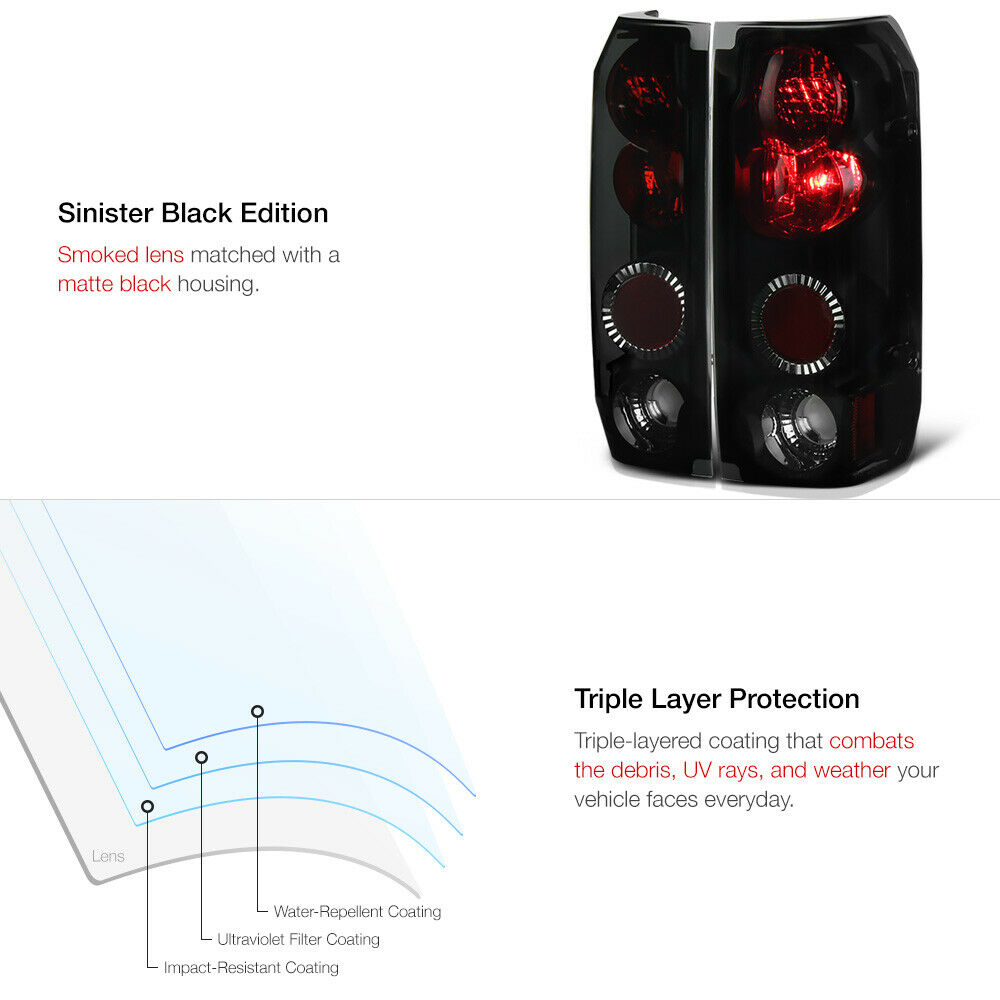 Sinister Black Edition
Smoked lens matched with a
matte black housing.
Triple Layer Protection
Triple-layered coating that combats
the debris, UV rays, and weather your
vehicle faces everyday.
Lens
Water-Repellent Coating
Ultraviolet Filter Coating
Impact-Resistant Coating